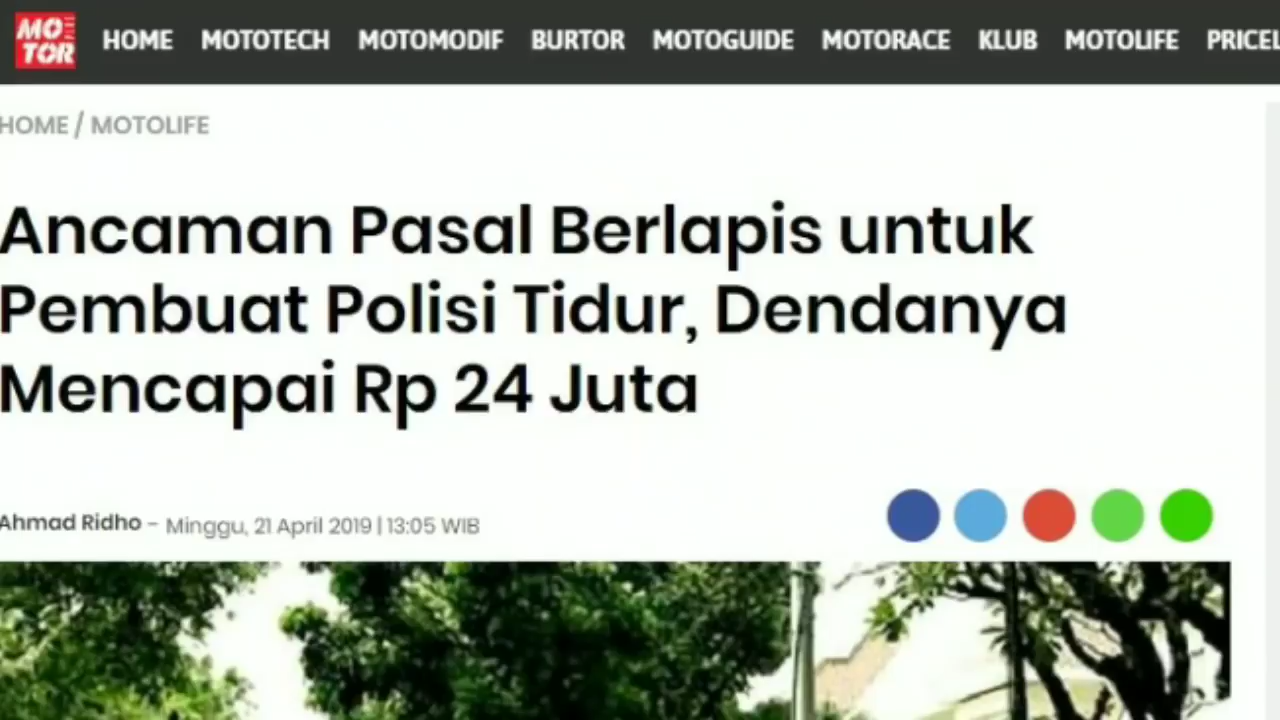 MO
TOR
HOME MOTOTECH MOTOMODIF BURTOR MOTOGUIDE MOTORACE KLUB MOTOLIFE PRICEL
HOME / MOTOLIFE
Ancaman Pasal Berlapis untuk
Pembuat Polisi Tidur, Dendanya
Mencapai Rp 24 Juta
Ahmad Ridho - Minggu, 21 April 2019 | 13:05 WIB